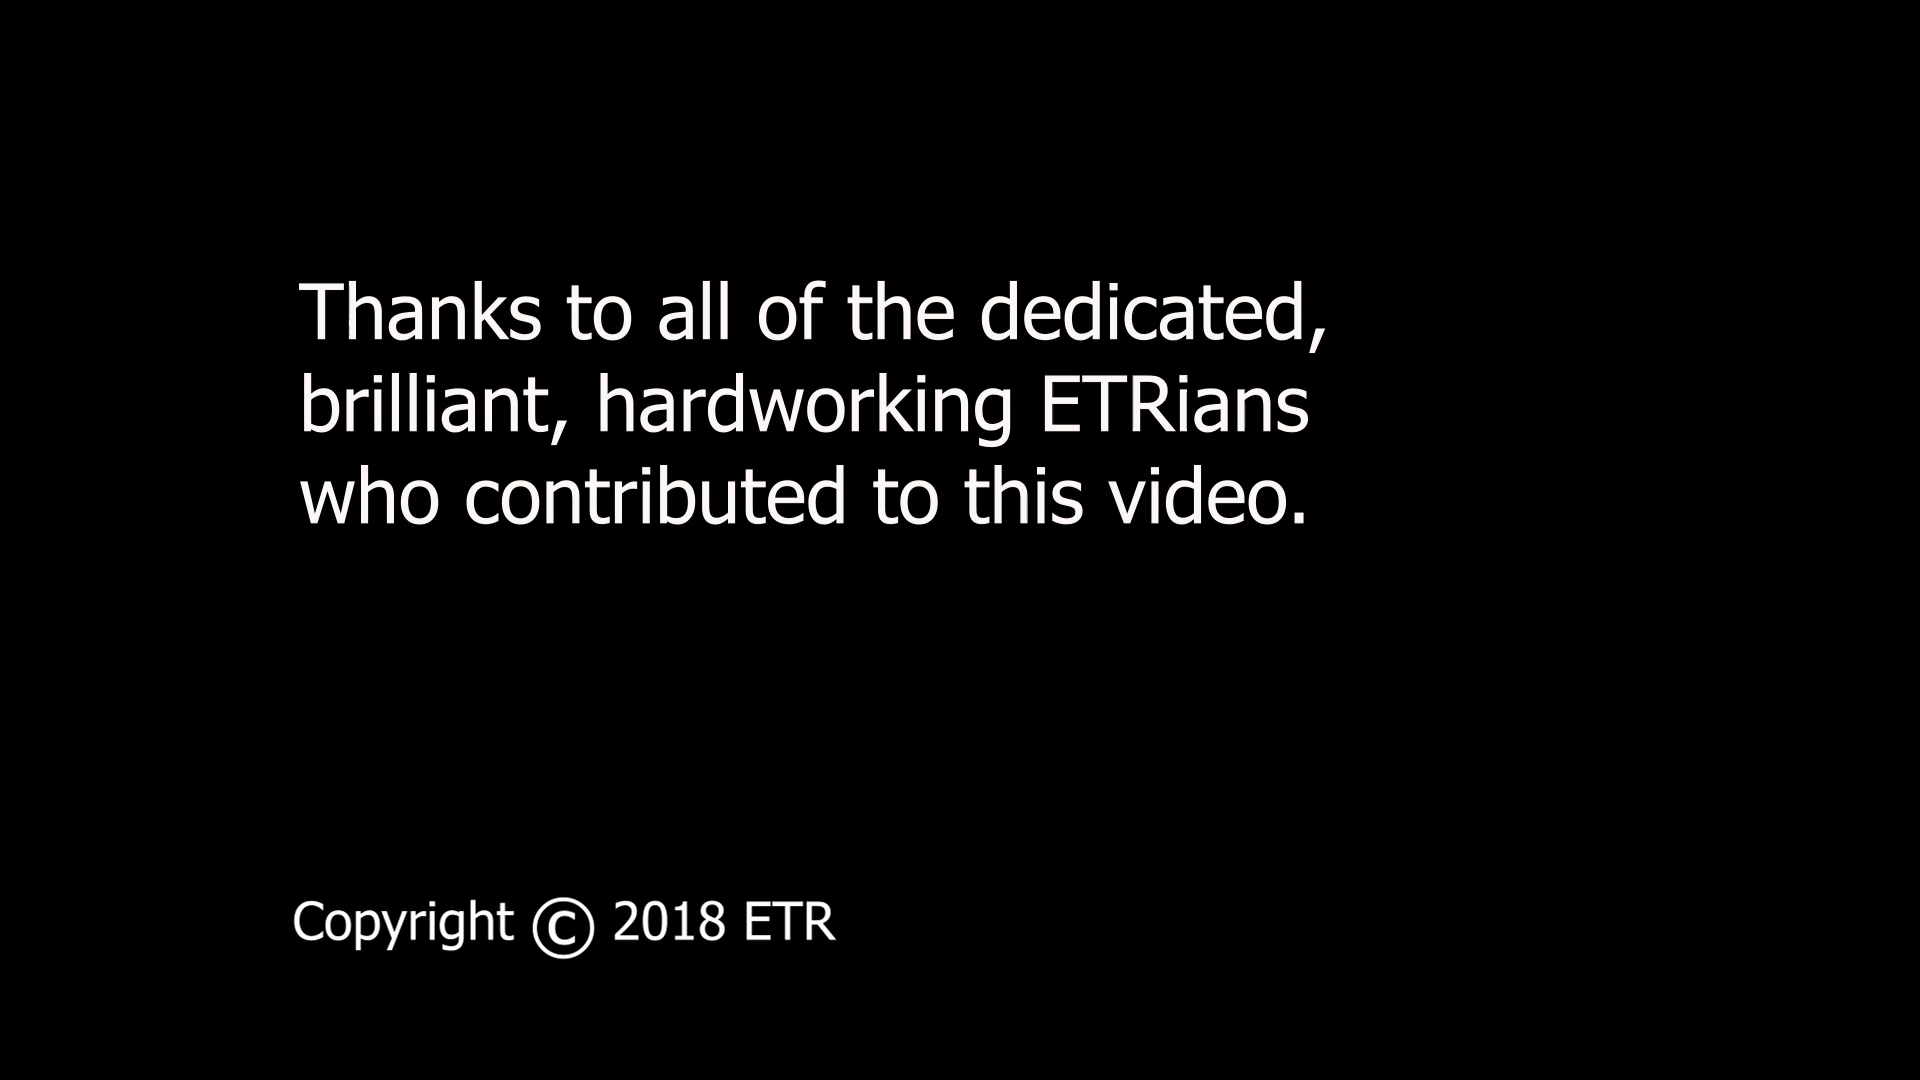 Thanks to all of the dedicated,
brilliant, hardworking ETRians
who contributed to this video.
Copyright © 2018 ETR